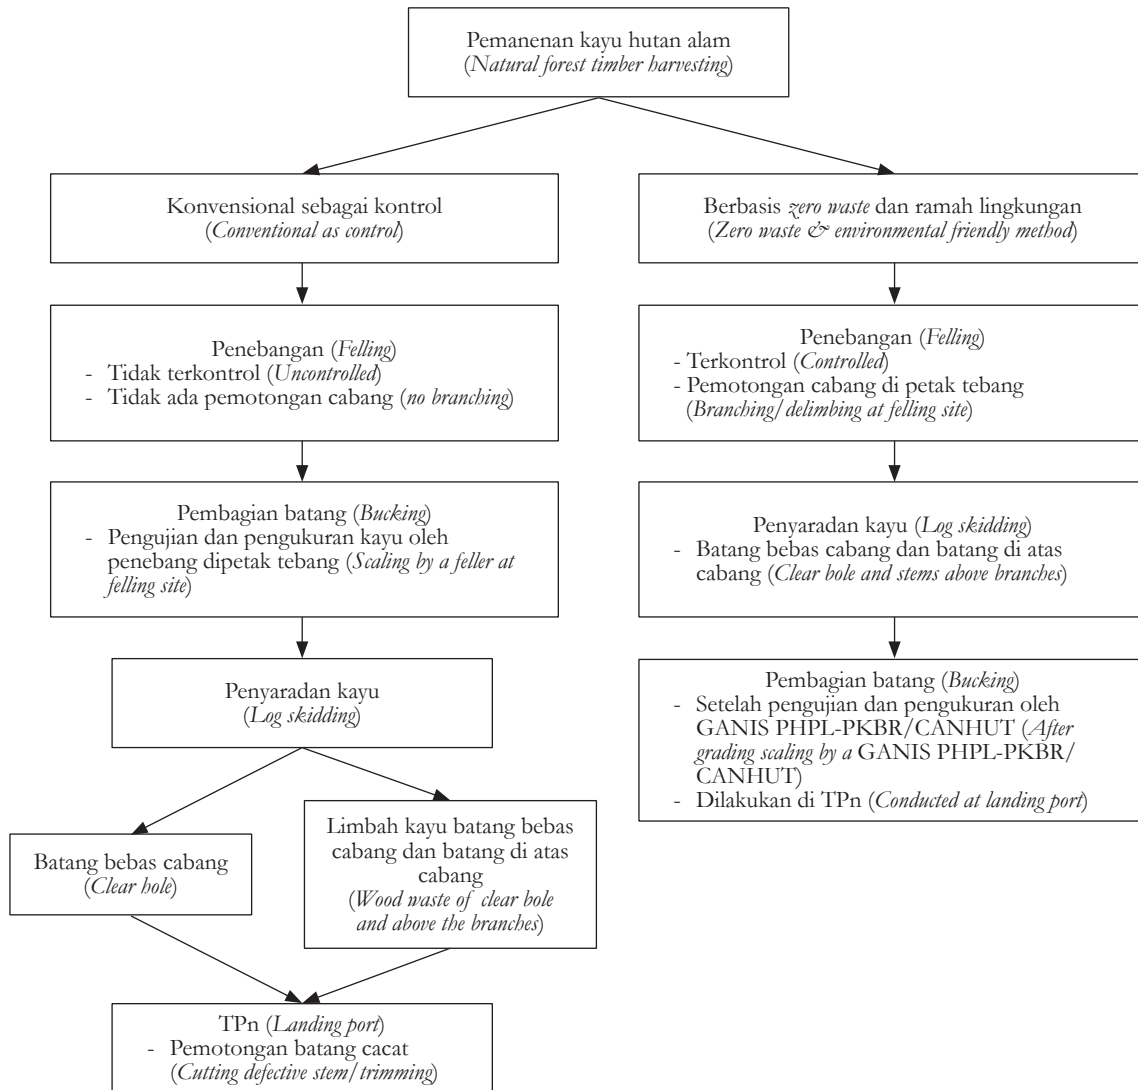 Pemanenan kayu hutan alam
(Natural forest timber harvesting)
Konvensional sebagai kontrol
(Conventional as control)
Berbasis zero waste dan ramah lingkungan
(Zero waste & environmental friendly method)
Penebangan (Felling)
- Tidak terkontrol (Uncontrolled)
- Tidak ada pemotongan cabang (no branching)
Penebangan (Felling)
- Terkontrol (Controlled)
- Pemotongan cabang di petak tebang
(Branching/delimbing at felling site)
Pembagian batang (Bucking)
- Pengujian dan pengukuran kayu oleh
penebang dipetak tebang (Scaling by a feller at
felling site)
Penyaradan kayu (Log skidding)
- Batang bebas cabang dan batang di atas
cabang (Clear bole and stems above branches)
Penyaradan kayu
(Log skidding)
Pembagian batang (Bucking)
- Setelah pengujian dan pengukuran oleh
GANIS PHPL-PKBR/CANHUT (After
grading scaling by a GANIS PHPL-PKBR/
CANHUT)
- Dilakukan di TPn (Conducted at landing port)
Batang bebas cabang
(Clear hole)
Limbah kayu batang bebas
cabang dan batang di atas
cabang
(Wood waste of clear bole
and above the branches)
TPn (Landing port)
- Pemotongan batang cacat
(Cutting defective stem/trimming)